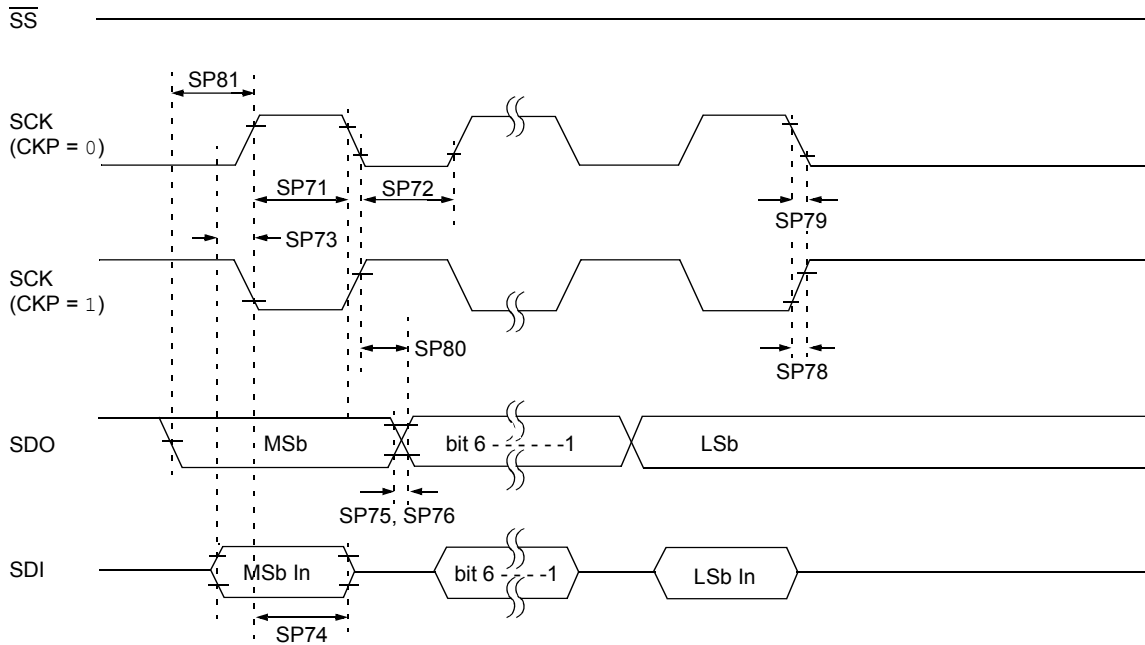 SS
SP81
SCK
(CKP = 0)
SP71
SP72
SP79
SP73
SCK
(CKP = 1)
SP80
SP78
SDO
MSb
bit 6 - - - - - - -1
LSb
SP75, SP76
SDI
MSb In
bit 6 - - - - -1
LSb In
SP74